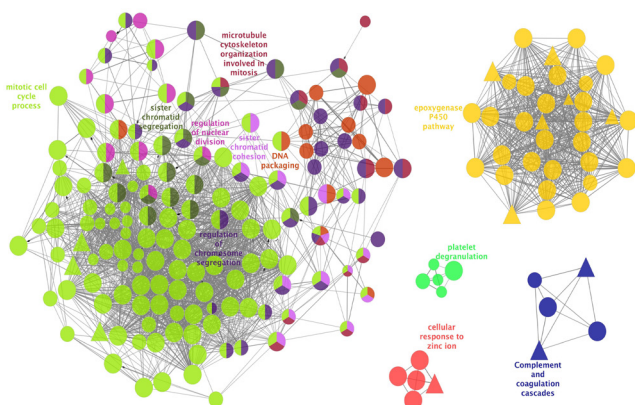 microtubule
cytoskeleton
organization
involved in
mitosis
mitotic cell
cycle
process
sister
chromatid
segregation
regulation
of nuclear
division
sister
chromatid
cohesion
DNA
packaging
epoxygenase
P450
pathway
regulation
of
chromosome
segregation
platelet
degranulation
cellular
response to
zinc ion
Complement
and
coagulation
cascades